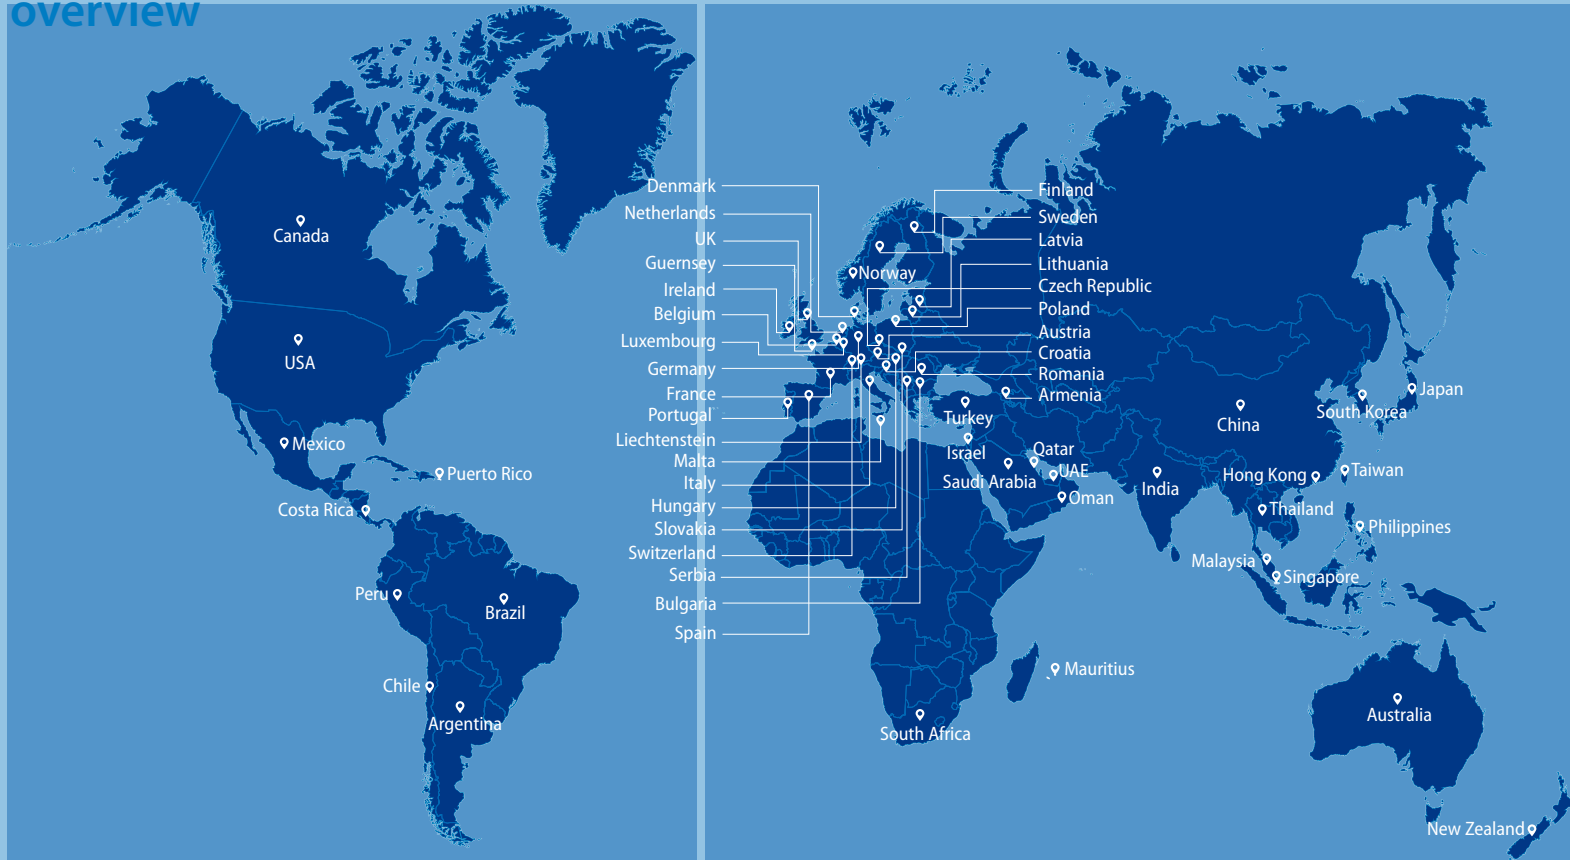 overview
Canada
USA
Mexico
Puerto Rico
Costa Rica
Peru
Brazil
Chile
Argentina
Denmark
Netherlands
UK
Guernsey
Ireland
Belgium
Luxembourg
Germany
France
Portugal
Liechtenstein
Malta
Italy
Hungary
Slovakia
Switzerland
Serbia
Bulgaria
Spain
Finland
Sweden
Latvia
Lithuania
Czech Republic
Poland
Austria
Croatia
Romania
Armenia
Norway
Turkey
Israel
Qatar
Saudi Arabia
UAE
Oman
India
China
South Korea
Japan
Hong Kong
Taiwan
Thailand
Philippines
Malaysia
Singapore
Mauritius
South Africa
Australia
New Zealand